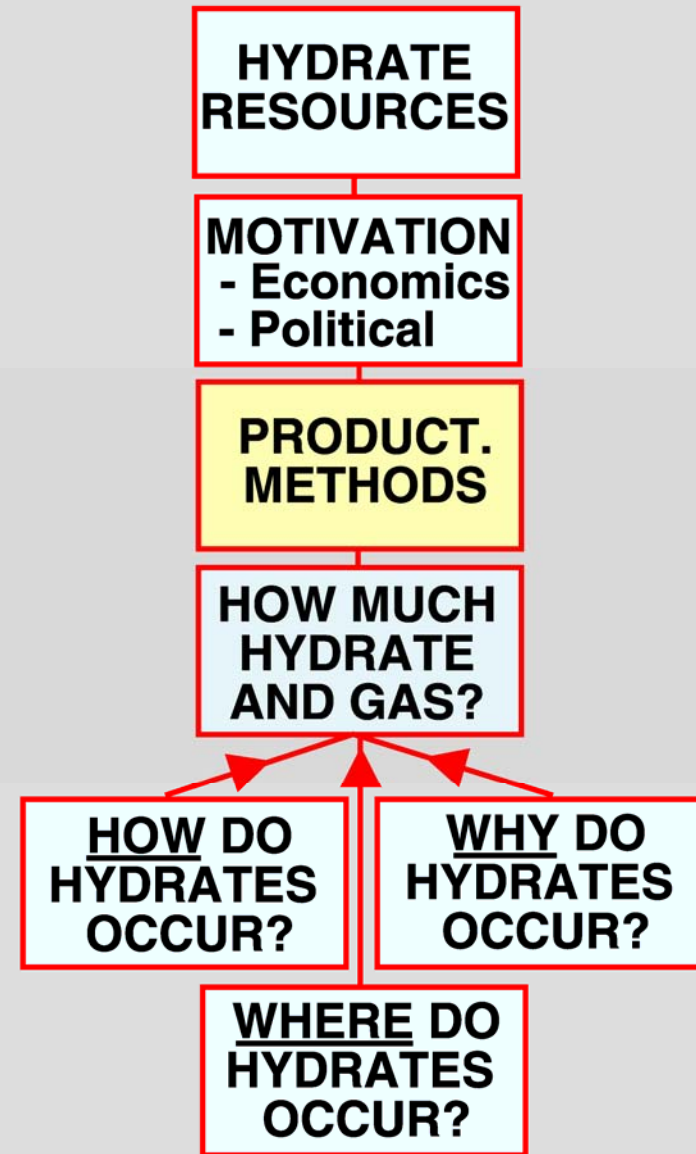 HYDRATE
RESOURCES
MOTIVATION
- Economics
- Political
PRODUCT.
METHODS
HOW MUCH
HYDRATE
AND GAS?
HOW DO
HYDRATES
OCCUR?
WHY DO
HYDRATES
OCCUR?
WHERE DO
HYDRATES
OCCUR?